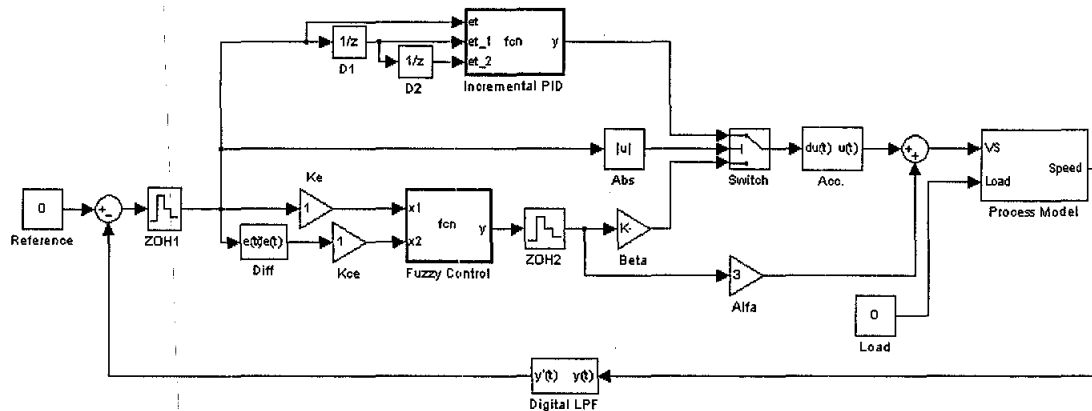 et
1/z
et_1 fcn y
D1
1/z
et_2
D2
Incremental PID
|u|
Abs
Switch
du(t) u(t)
Acc.
VS
Speed
Load
Process Model
0
Reference
ZOH1
Ke
1
x1
fcn
y
x2
Fuzzy Control
Diff
1
Kce
ZOH2
K-
Beta
3
Alfa
0
Load
y'(t) y(t)
Digital LPF